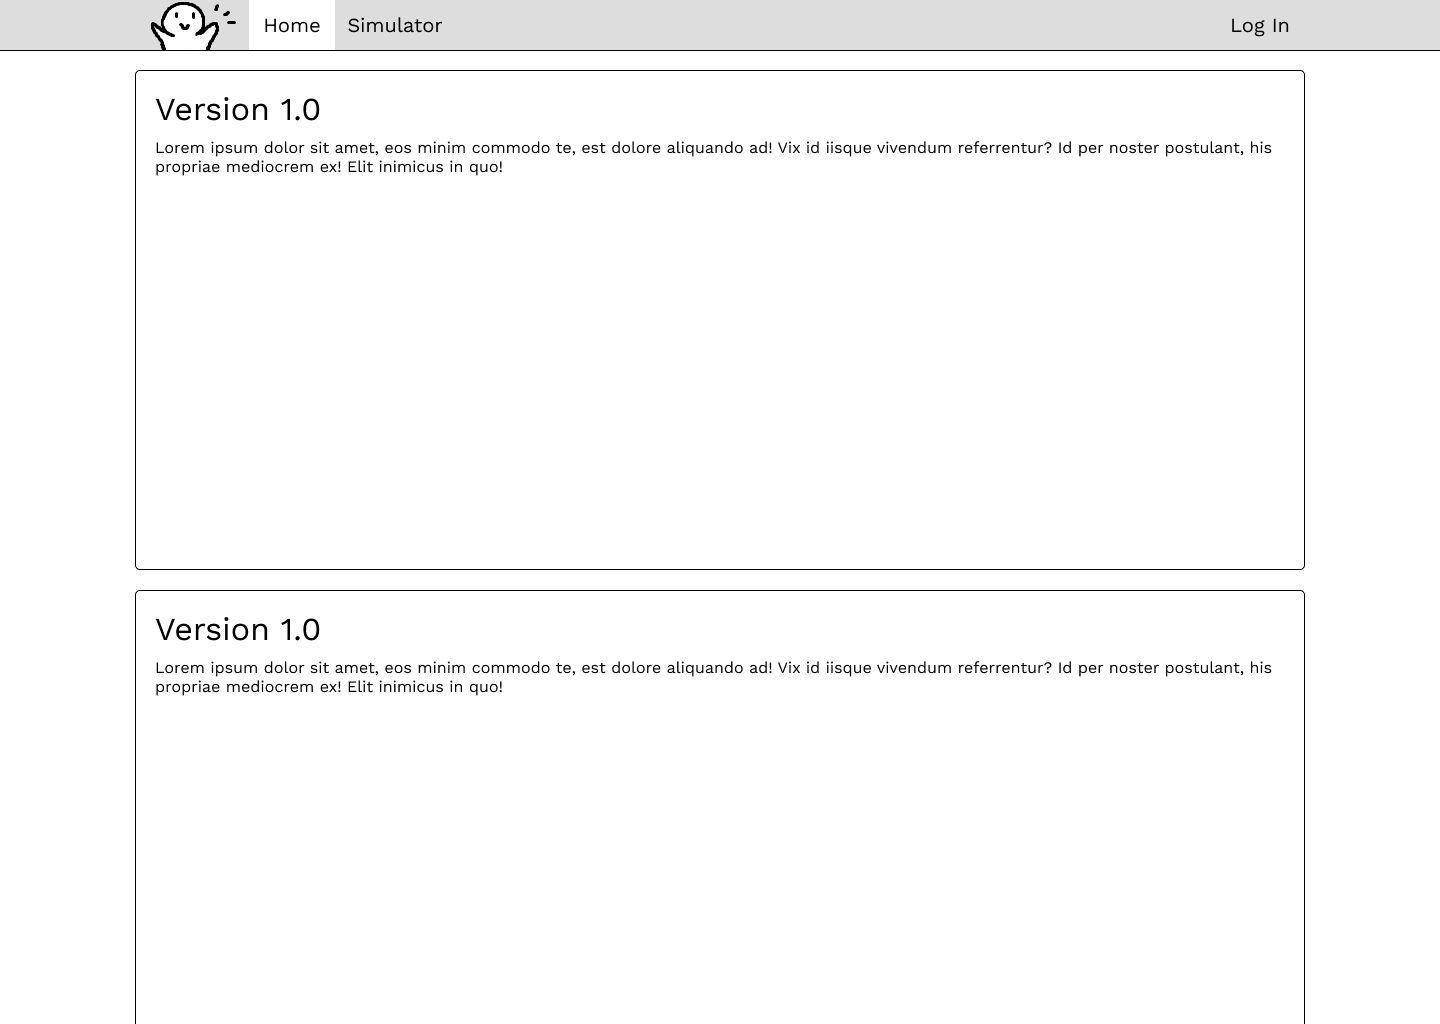 Home Simulator Log In
Version 1.0
Lorem ipsum dolor sit amet, eos minim commodo te, est dolore aliquando ad! Vix id iisque vivendum referrentur? Id per noster postulant, his
propriae mediocrem ex! Elit inimicus in quo!
Version 1.0
Lorem ipsum dolor sit amet, eos minim commodo te, est dolore aliquando ad! Vix id iisque vivendum referrentur? Id per noster postulant, his
propriae mediocrem ex! Elit inimicus in quo!